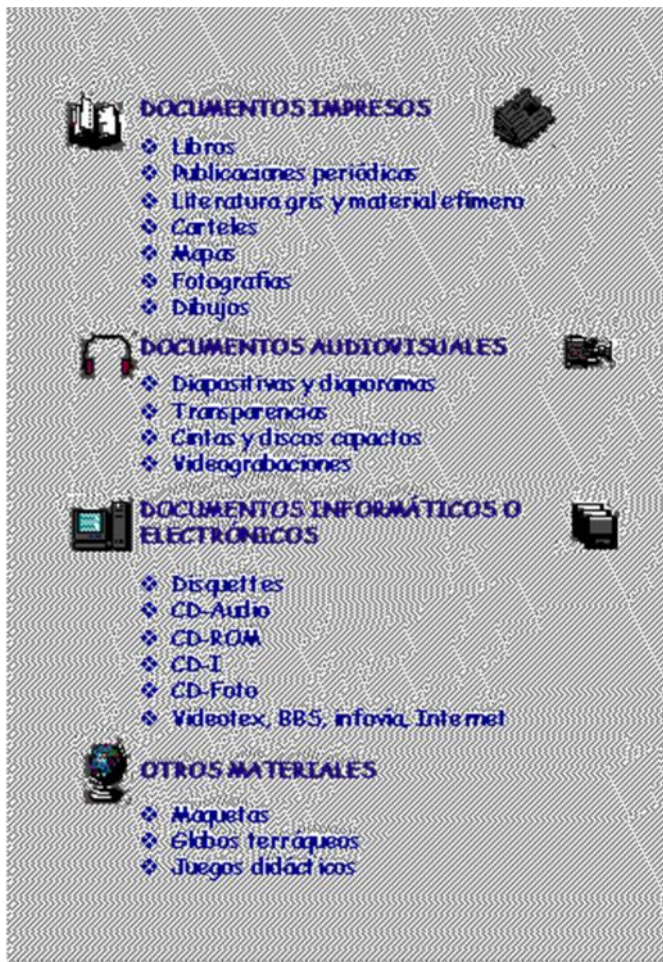 DOCUMENTOS IMPRESOS
❖ Libros
❖ Publicaciones periódicas
❖ Literatura gris y material efímero
❖ Carteles
❖ Mapas
❖ Fotografías
❖ Dibujos
DOCUMENTOS AUDIOVISUALES
❖ Diapositivas y diaporamas
❖ Transparencias
❖ Cintas y discos capactos
❖ Videograbaciones
DOCUMENTOS INFORMÁTICOS O
ELECTRÓNICOS
❖ Disquettes
❖ CD-Audio
❖ CD-ROM
❖ CD-I
❖ CD-Foto
❖ Videotex, BBS, infovía, Internet
OTROS MATERIALES
❖ Maquetas
❖ Globos terráqueos
❖ Juegos didácticos